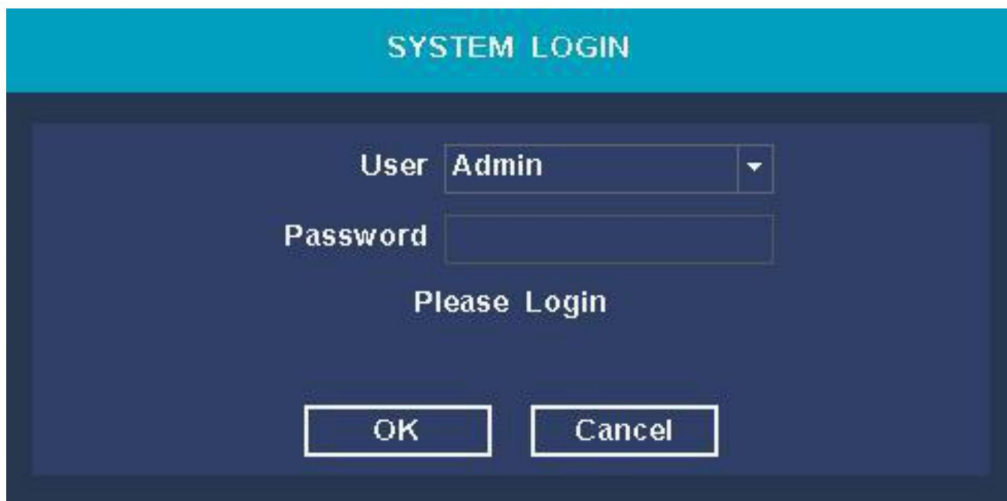 SYSTEM LOGIN
User Admin
Password
Please Login
OK Cancel